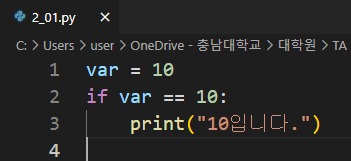 2_01.py
C: > Users > user > OneDrive - 충남대학교 > 대학원 > TA
1 var = 10
2 if var == 10:
3 print("10입니다.")
4